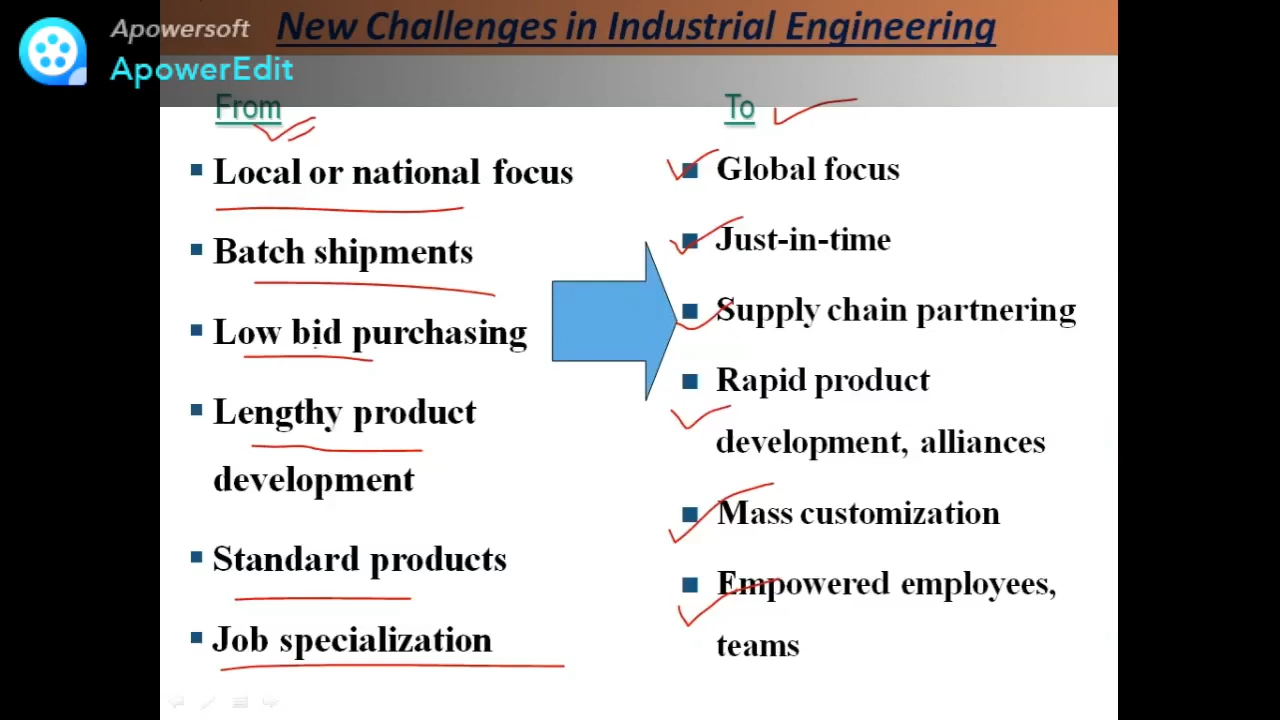 Apowersoft
ApowerEdit
New Challenges in Industrial Engineering
From
Local or national focus
Batch shipments
Low bid purchasing
Lengthy product
development
Standard products
Job specialization
To
Global focus
Just-in-time
Supply chain partnering
Rapid product
development, alliances
Mass customization
Empowered employees,
teams